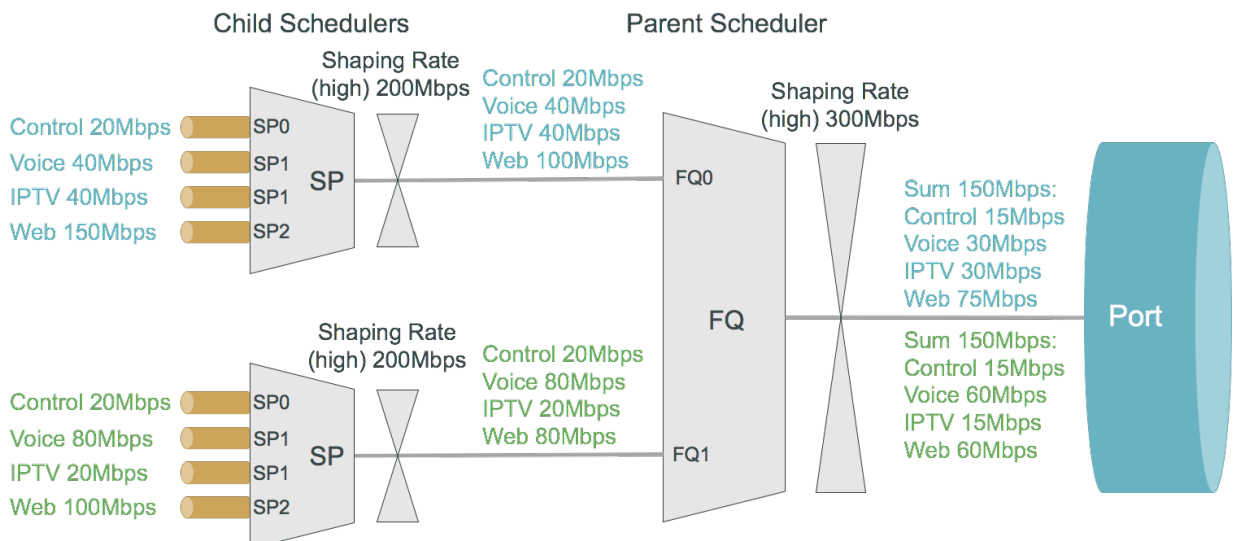 Child Schedulers
Parent Scheduler
Shaping Rate
(high) 200Mbps
Control 20Mbps
Voice 40Mbps
IPTV 40Mbps
Web 150Mbps
SP0
SP1
SP1
SP2
SP
Control 20Mbps
Voice 40Mbps
IPTV 40Mbps
Web 100Mbps
Shaping Rate
(high) 300Mbps
FQ0
FQ
FQ1
Sum 150Mbps:
Control 15Mbps
Voice 30Mbps
IPTV 30Mbps
Web 75Mbps
Port
Shaping Rate
(high) 200Mbps
Control 20Mbps
Voice 80Mbps
IPTV 20Mbps
Web 100Mbps
SP0
SP1
SP1
SP2
SP
Control 20Mbps
Voice 80Mbps
IPTV 20Mbps
Web 80Mbps
Sum 150Mbps:
Control 15Mbps
Voice 60Mbps
IPTV 15Mbps
Web 60Mbps